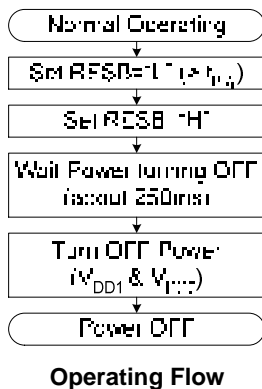 Normal Operating
Set RESB="L" (
Set RESB "H"
Wait Power turning OFF
(about 250ms)
Turn OFF Power
(VDD1 &
Power OFF
Operating Flow